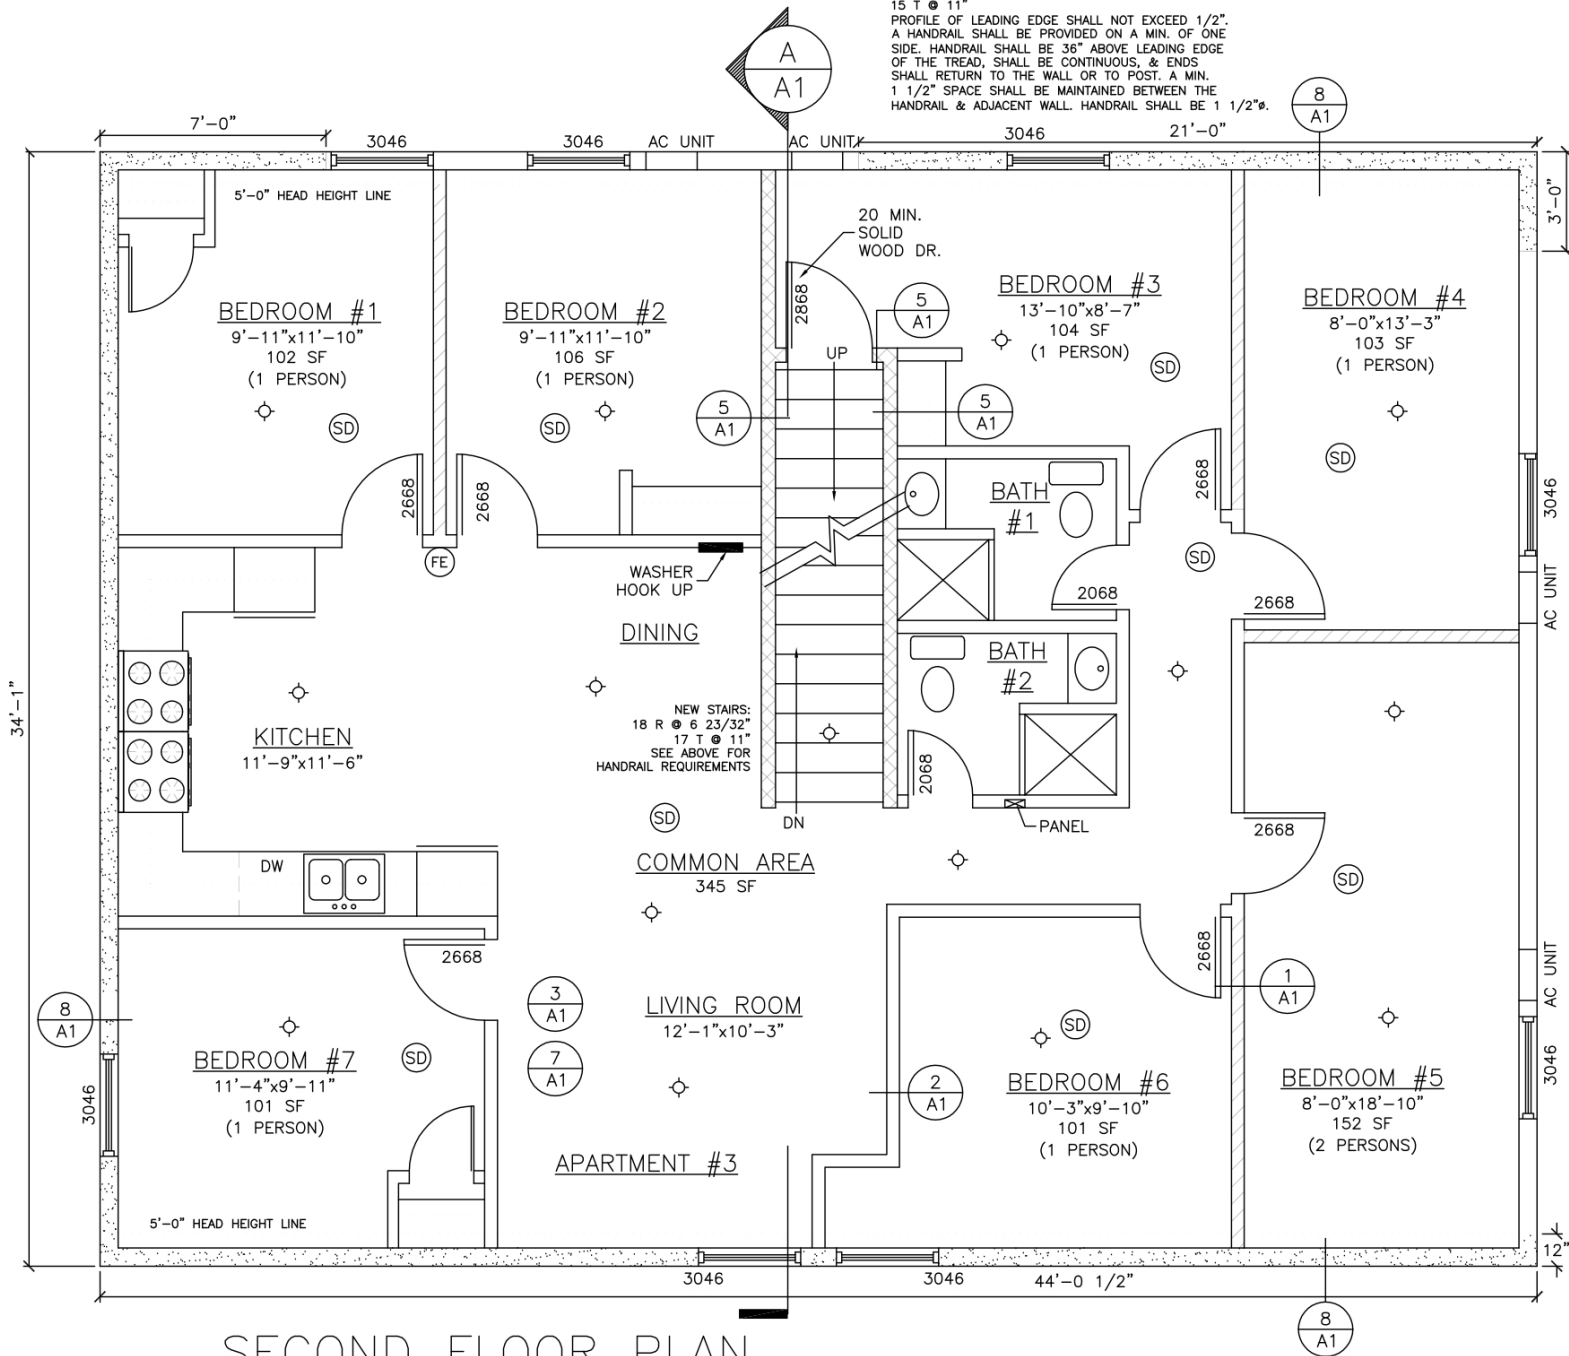 15 T @ 11"
PROFILE OF LEADING EDGE SHALL NOT EXCEED 1/2".
A HANDRAIL SHALL BE PROVIDED ON A MIN. OF ONE
SIDE. HANDRAIL SHALL BE 36" ABOVE LEADING EDGE
OF THE TREAD, SHALL BE CONTINUOUS, & ENDS
SHALL RETURN TO THE WALL OR TO POST. A MIN.
1 1/2" SPACE SHALL BE MAINTAINED BETWEEN THE
HANDRAIL & ADJACENT WALL. HANDRAIL SHALL BE 1 1/2"ø.
A
A1
8
A1
7'-0"
3046
3046
AC UNIT
AC UNIT
3046
21'-0"
3'-0"
5'-0" HEAD HEIGHT LINE
20 MIN.
SOLID
WOOD DR.
2868
5
A1
UP
BEDROOM #1
9'-11"x11'-10"
102 SF
(1 PERSON)
SD
BEDROOM #2
9'-11"x11'-10"
106 SF
(1 PERSON)
SD
BEDROOM #3
13'-10"x8'-7"
104 SF
(1 PERSON)
SD
BEDROOM #4
8'-0"x13'-3"
103 SF
(1 PERSON)
SD
5
A1
5
A1
2668
2668
2668
3046
FE
BATH
#1
SD
WASHER
HOOK UP
2068
2668
AC UNIT
DINING
BATH
#2
34'-1"
KITCHEN
11'-9"x11'-6"
NEW STAIRS:
18 R @ 6 23/32"
17 T @ 11"
SEE ABOVE FOR
HANDRAIL REQUIREMENTS
2068
SD
DN
PANEL
2668
DW
COMMON AREA
345 SF
SD
2668
2668
AC UNIT
8
A1
3
A1
LIVING ROOM
12'-1"x10'-3"
1
A1
SD
7
A1
BEDROOM #7
11'-4"x9'-11"
101 SF
(1 PERSON)
SD
3046
2
A1
BEDROOM #6
10'-3"x9'-10"
101 SF
(1 PERSON)
BEDROOM #5
8'-0"x18'-10"
152 SF
(2 PERSONS)
3046
APARTMENT #3
5'-0" HEAD HEIGHT LINE
12"
3046
3046
44'-0 1/2"
8
A1
SECOND FLOOR PLAN